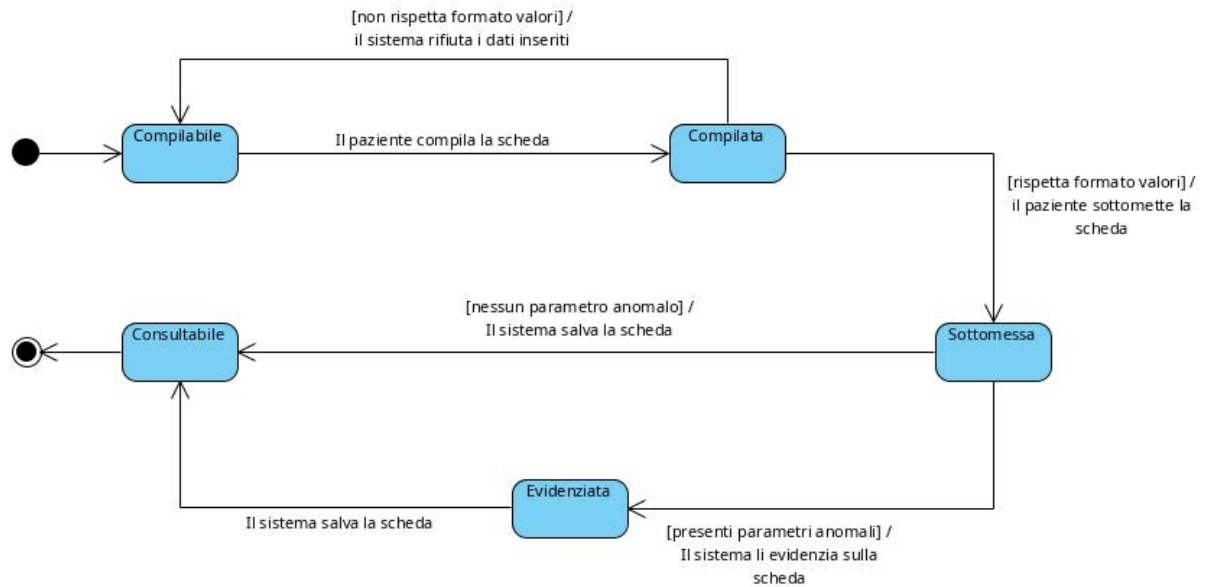 [non rispetta formato valori] /
il sistema rifiuta i dati inseriti
Compilabile
Il paziente compila la scheda
Compilata
[rispetta formato valori] /
il paziente sottomette la
scheda
[nessun parametro anomalo] /
Il sistema salva la scheda
Consultabile
Sottomessa
Evidenziata
Il sistema salva la scheda
[presenti parametri anomali] /
Il sistema li evidenzia sulla
scheda